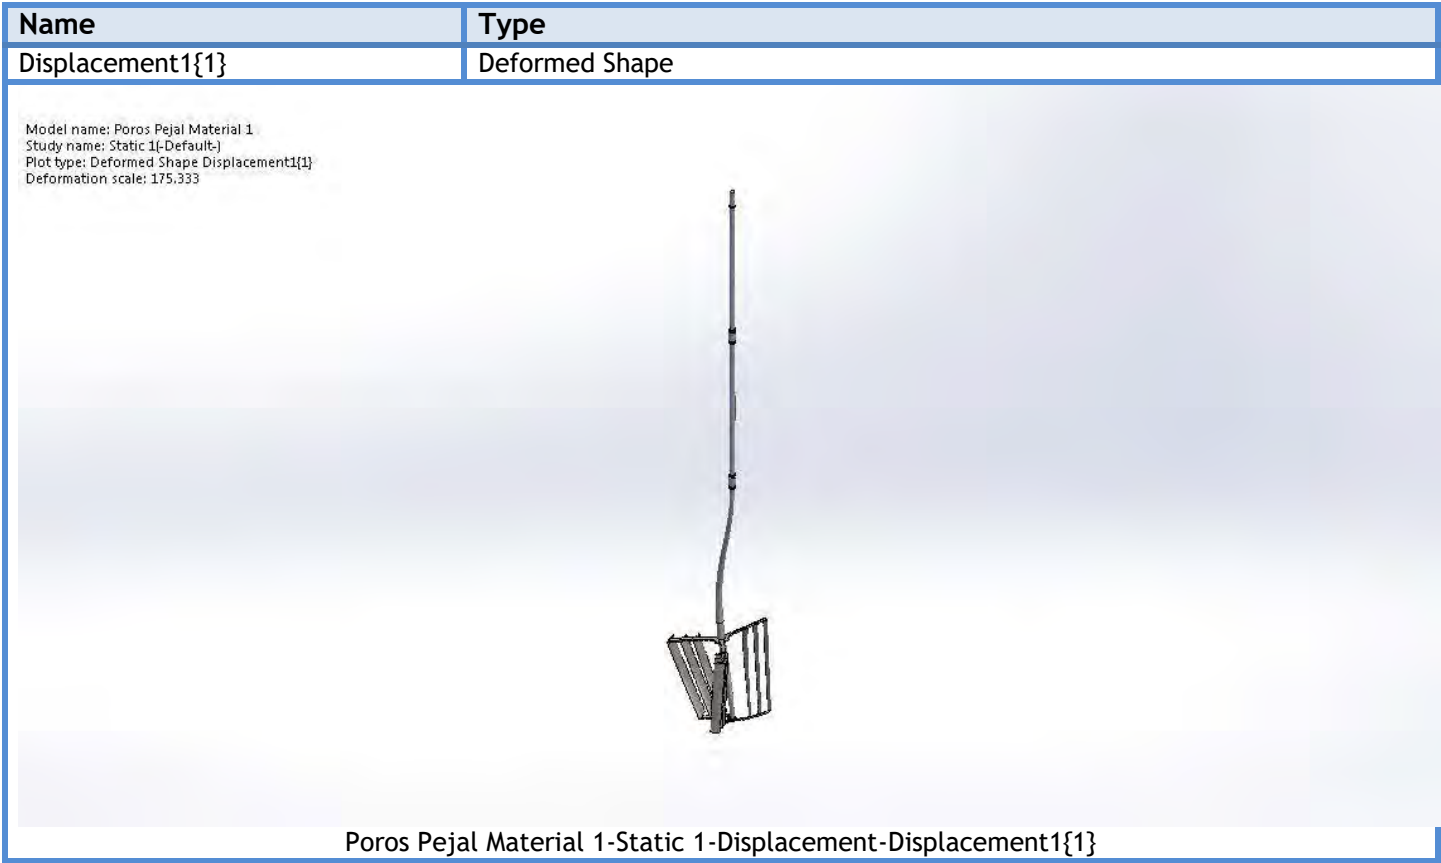 Name Type
Displacement1{1} Deformed Shape
Model name: Poros Pejal Material 1
Study name: Static 1(-Default-)
Plot type: Deformed Shape Displacement1{1}
Deformation scale: 175.333
Poros Pejal Material 1-Static 1-Displacement-Displacement1{1}